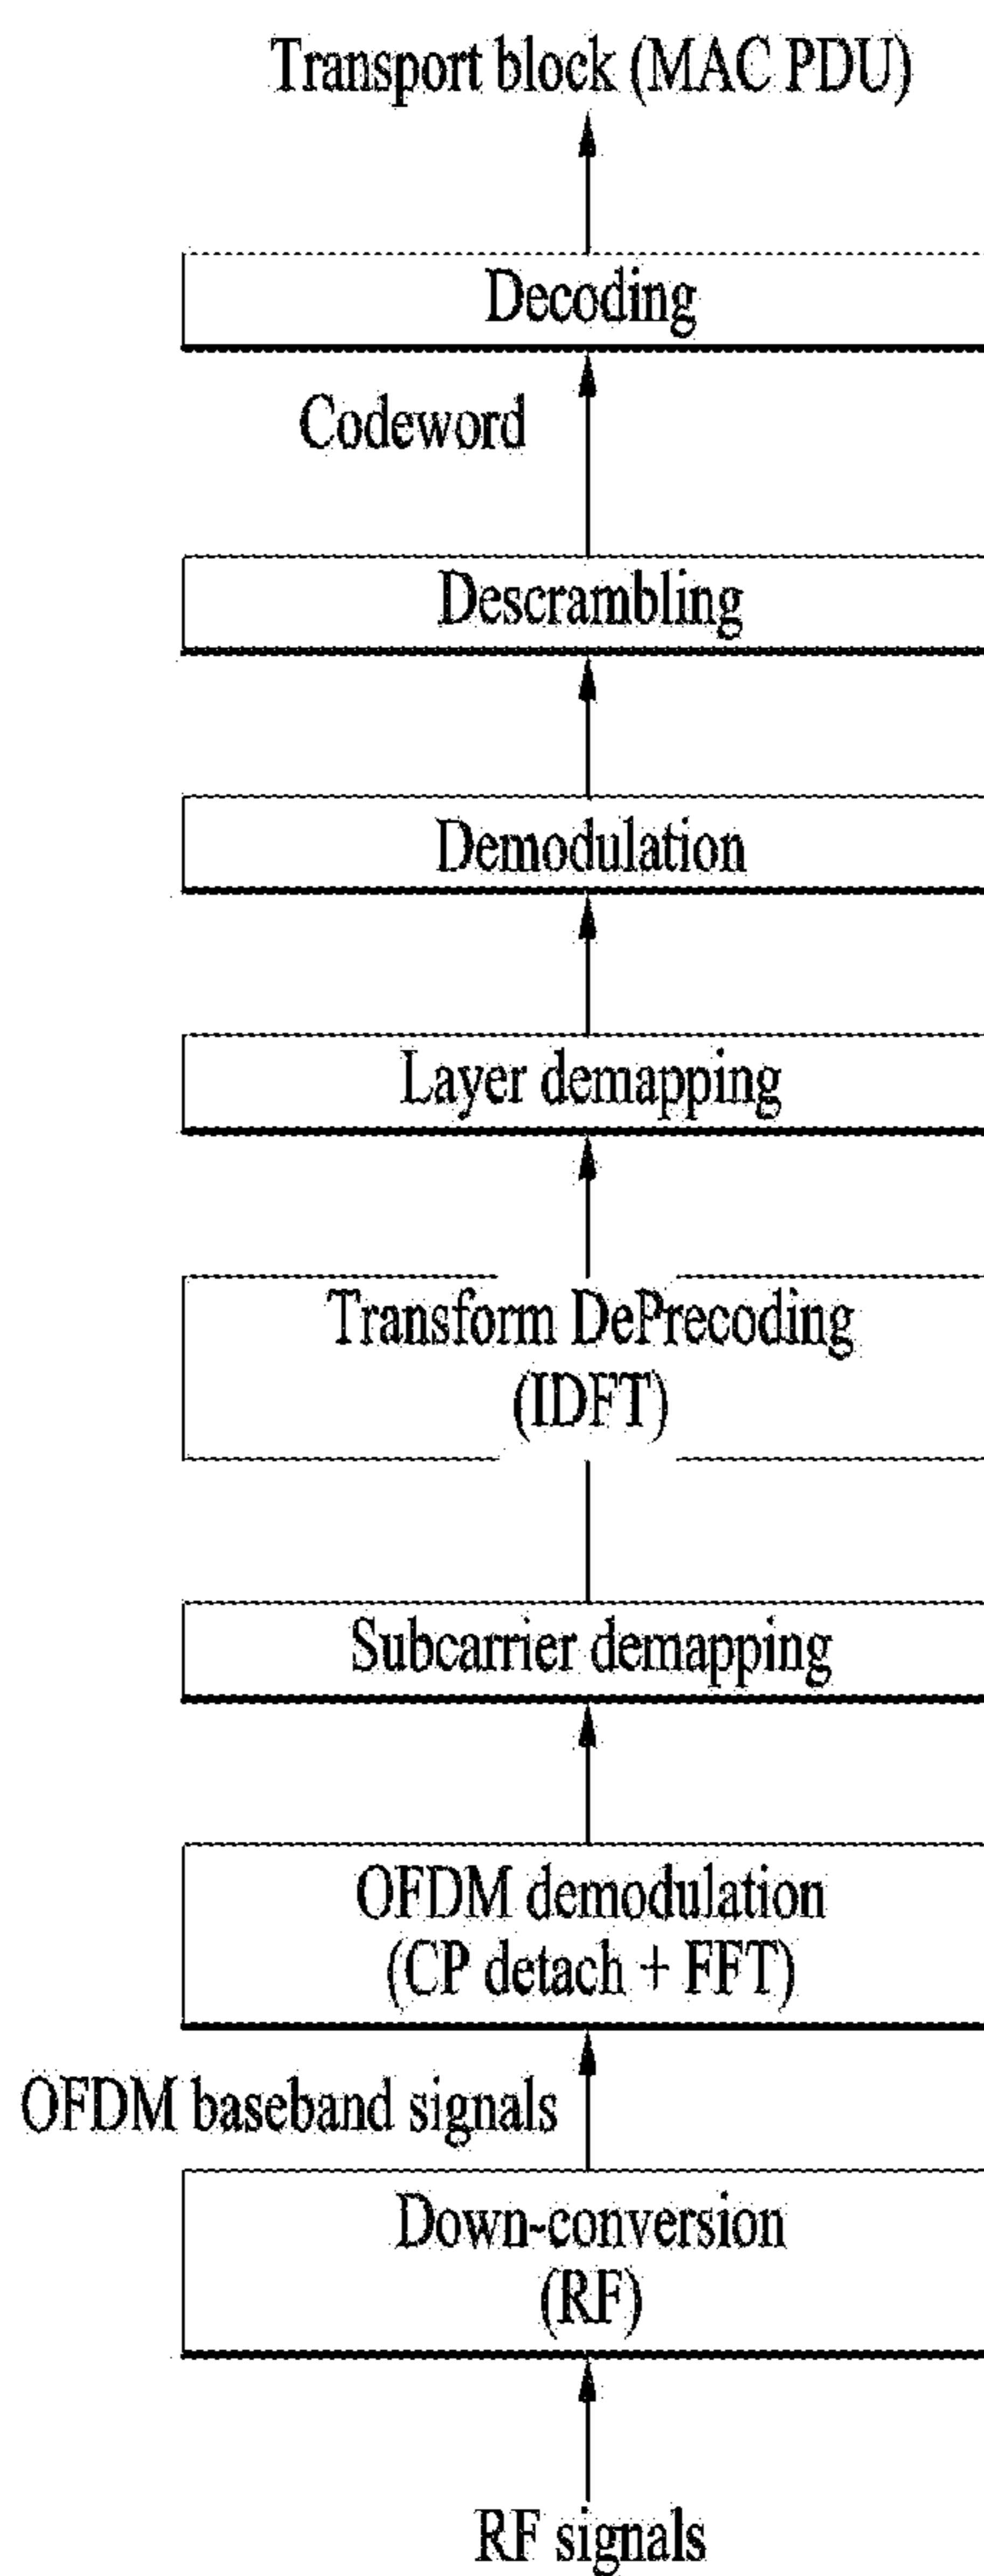 Transport block (MAC PDU)
Decoding
Codeword
Descrambling
Demodulation
Layer demapping
Transform DePrecoding
(IDFT)
Subcarrier demapping
OFDM demodulation
(CP detach + FFT)
OFDM baseband signals
Down-conversion
(RF)
RF signals